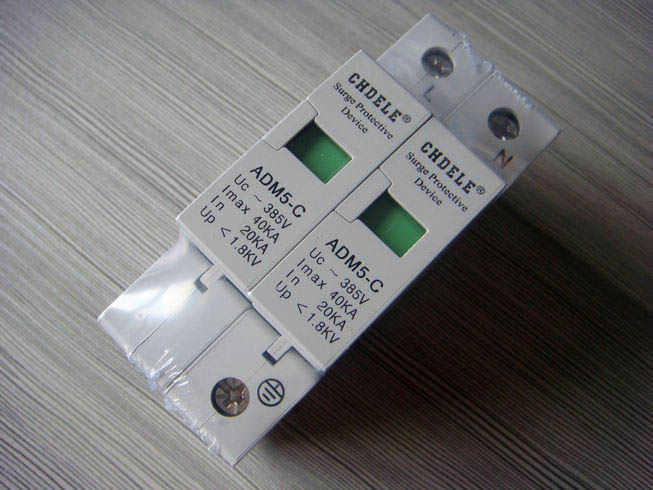 L
N
CHDELE®
Surge Protective
Device
ADM5-C
Uc ~ 385V
Imax 40KA
In 20KA
Up < 1.8KV
CHDELE®
Surge Protective
Device
ADM5-C
Uc ~ 385V
Imax 40KA
In 20KA
Up < 1.8KV